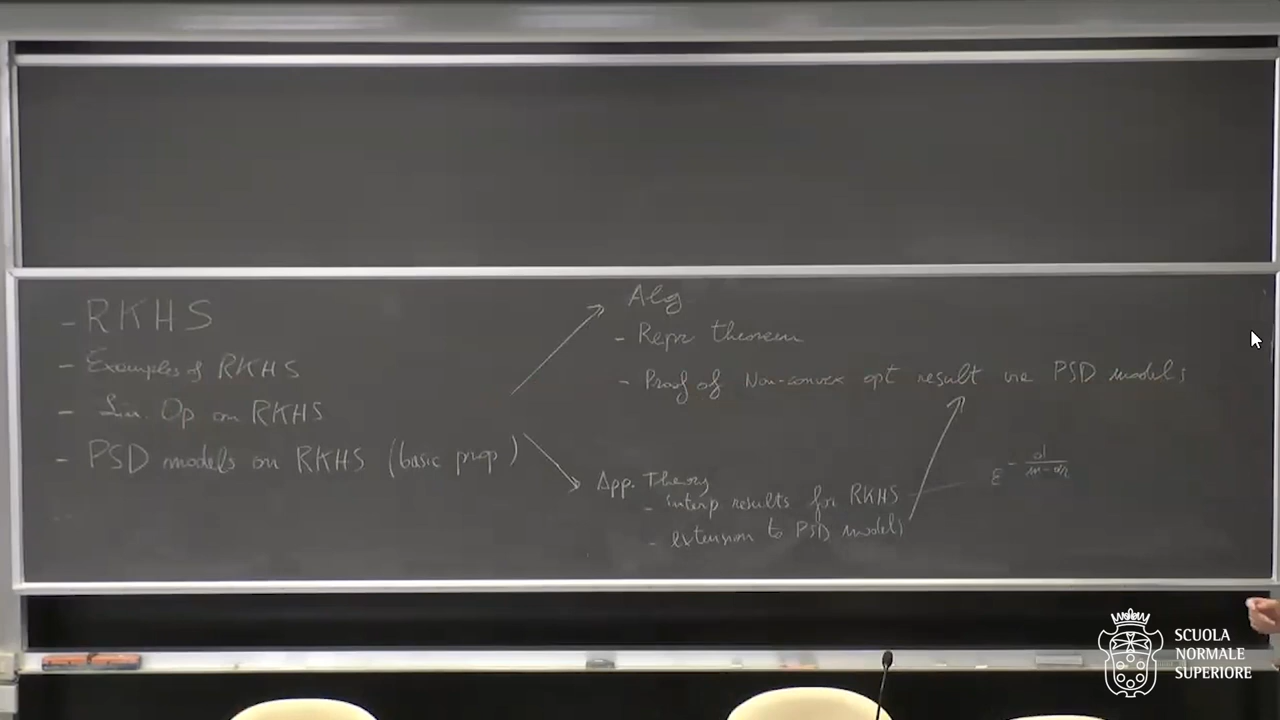 - RKHS
- Examples of RKHS
- Lin. Op on RKHS
- PSD models on RKHS (basic prop)
Alg
- Repr theorem
- Proof of Non-convex opt result via PSD models
App. Theory
- interp results for RKHS
- extension to PSD models
SCUOLA
NORMALE
SUPERIORE